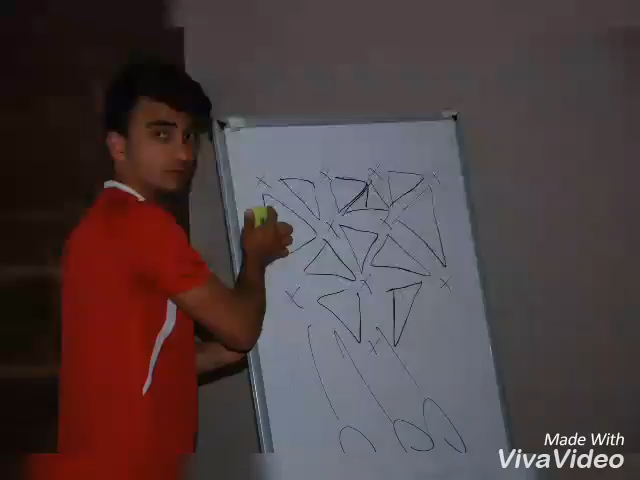 x x x x
x x
x x x
x
Made With
VivaVideo